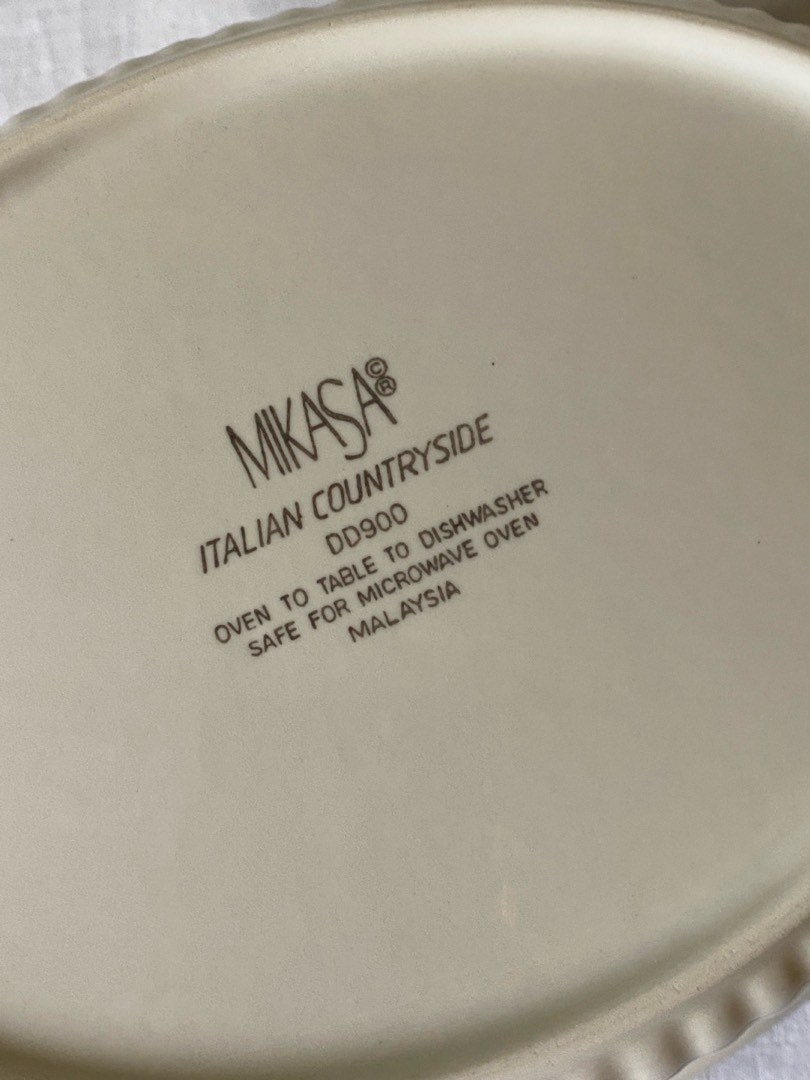 MIKASA©®
ITALIAN COUNTRYSIDE
DD900
OVEN TO TABLE TO DISHWASHER
SAFE FOR MICROWAVE OVEN
MALAYSIA